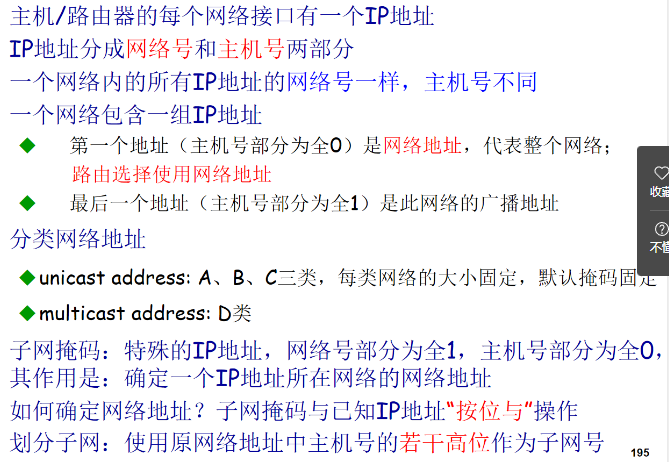 主机/路由器的每个网络接口有一个IP地址
IP地址分成网络号和主机号两部分
一个网络内的所有IP地址的网络号一样，主机号不同
一个网络包含一组IP地址
◆ 第一个地址（主机号部分为全0）是网络地址，代表整个网络；
路由选择使用网络地址
◆ 最后一个地址（主机号部分为全1）是此网络的广播地址
收藏
不懂
分类网络地址
◆unicast address: A、B、C三类，每类网络的大小固定，默认掩码固定
◆multicast address: D类
子网掩码：特殊的IP地址，网络号部分为全1，主机号部分为全0，
其作用是：确定一个IP地址所在网络的网络地址
如何确定网络地址？子网掩码与已知IP地址“按位与”操作
划分子网：使用原网络地址中主机号的若干高位作为子网号
195